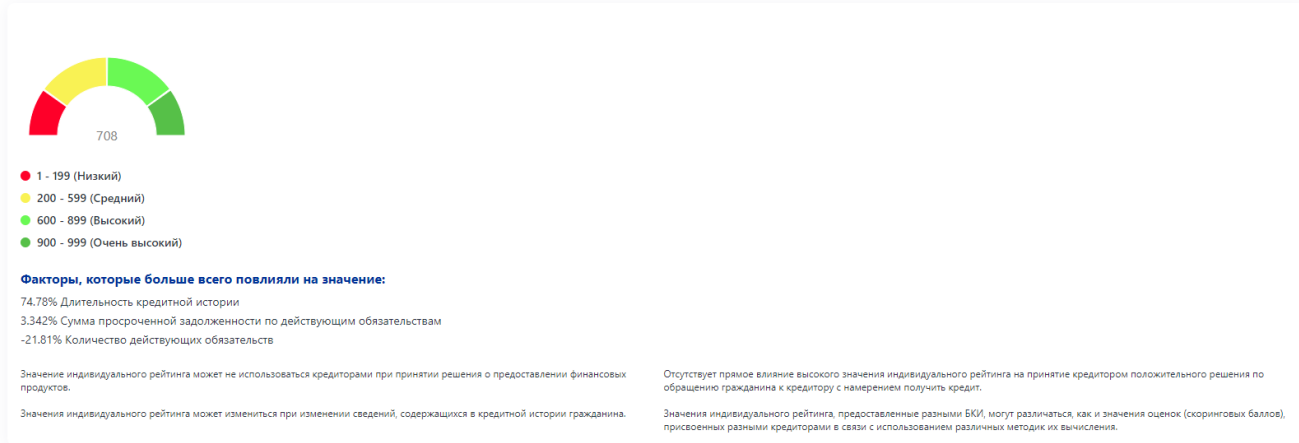 708
1 - 199 (Низкий)
200 - 599 (Средний)
600 - 899 (Высокий)
900 - 999 (Очень высокий)
Факторы, которые больше всего повлияли на значение:
74.78% Длительность кредитной истории
3.342% Сумма просроченной задолженности по действующим обязательствам
-21.81% Количество действующих обязательств
Значение индивидуального рейтинга может не использоваться кредиторами при принятии решения о предоставлении финансовых
продуктов.
Значения индивидуального рейтинга может измениться при изменении сведений, содержащихся в кредитной истории гражданина.
Отсутствует прямое влияние высокого значения индивидуального рейтинга на принятие кредитором положительного решения по
обращению гражданина к кредитору с намерением получить кредит.
Значения индивидуального рейтинга, предоставленные разными БКИ, могут различаться, как и значения оценок (скоринговых баллов),
присвоенных разными кредиторами в связи с использованием различных методик их вычисления.